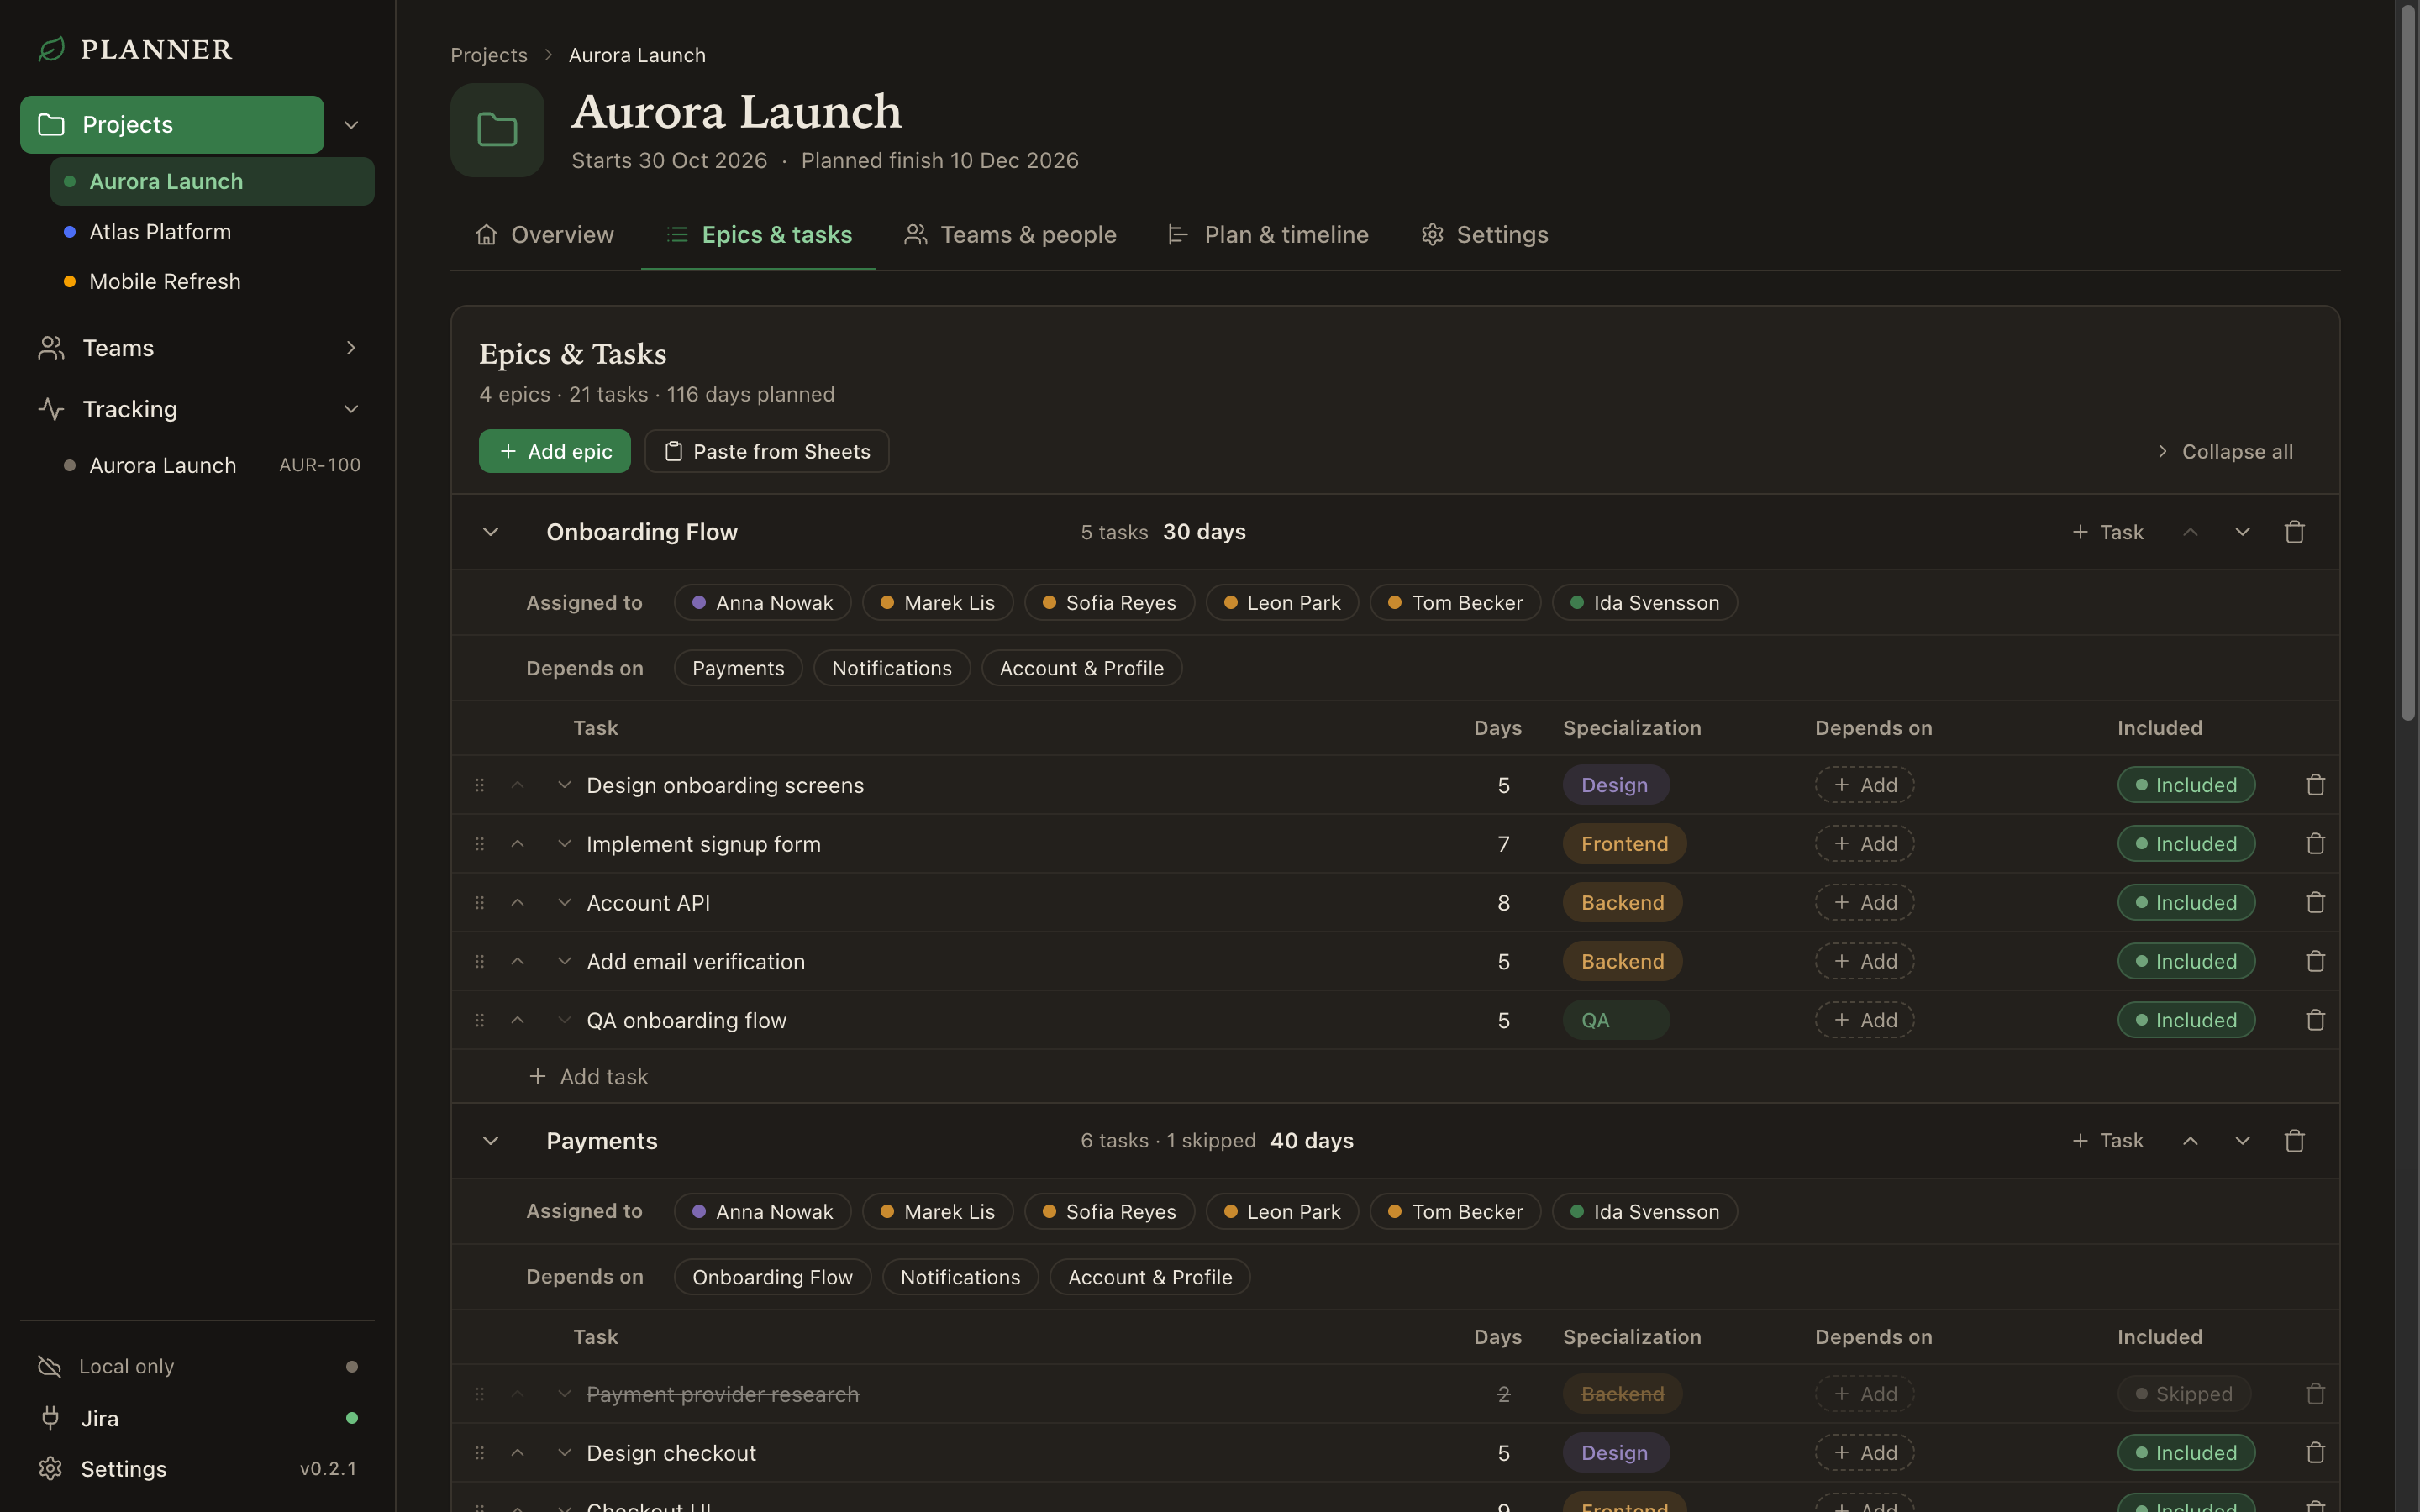 PLANNER
Projects
Aurora Launch
Atlas Platform
Mobile Refresh
Teams
Tracking
Aurora Launch AUR-100
Local only
Jira
Settings v0.2.1
Projects > Aurora Launch
Aurora Launch
Starts 30 Oct 2026 · Planned finish 10 Dec 2026
Overview Epics & tasks Teams & people Plan & timeline Settings
Epics & Tasks
4 epics · 21 tasks · 116 days planned
+ Add epic Paste from Sheets Collapse all
Onboarding Flow 5 tasks 30 days + Task
Assigned to Anna Nowak Marek Lis Sofia Reyes Leon Park Tom Becker Ida Svensson
Depends on Payments Notifications Account & Profile
Task Days Specialization Depends on Included
Design onboarding screens 5 Design + Add Included
Implement signup form 7 Frontend + Add Included
Account API 8 Backend + Add Included
Add email verification 5 Backend + Add Included
QA onboarding flow 5 QA + Add Included
+ Add task
Payments 6 tasks · 1 skipped 40 days + Task
Assigned to Anna Nowak Marek Lis Sofia Reyes Leon Park Tom Becker Ida Svensson
Depends on Onboarding Flow Notifications Account & Profile
Task Days Specialization Depends on Included
Payment provider research 2 Backend + Add Skipped
Design checkout 5 Design + Add Included
Checkout UI 9 Frontend + Add Included